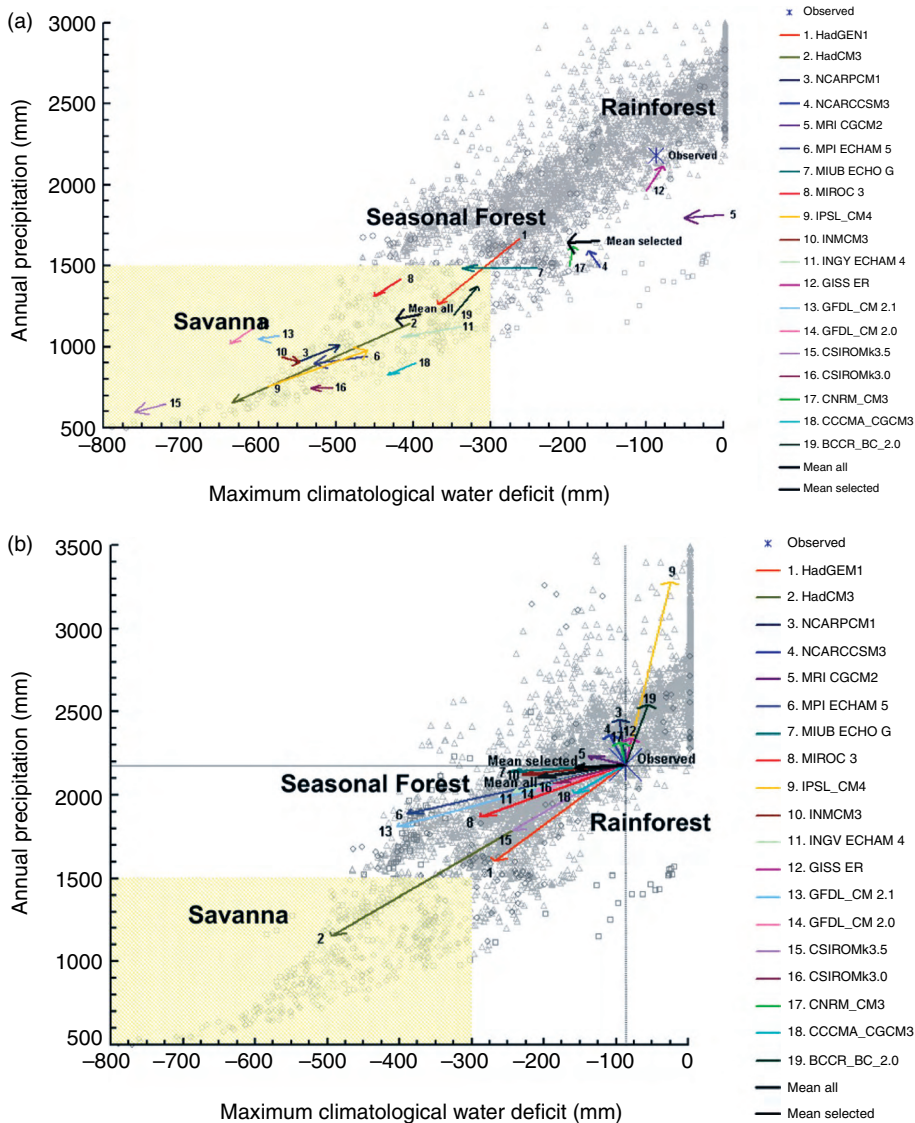 (a)
Annual precipitation (mm)
3000
2500
2000
1500
1000
500
−800
−700
−600
−500
−400
−300
−200
−100
0
Maximum climatological water deficit (mm)
Rainforest
Seasonal Forest
Savanna
Observed
Mean selected
Mean all
1
2
3
4
5
6
7
8
9
10
11
12
13
15
16
17
18
19
Observed
1. HadGEN1
2. HadCM3
3. NCARPCM1
4. NCARCCSM3
5. MRI CGCM2
6. MPI ECHAM 5
7. MIUB ECHO G
8. MIROC 3
9. IPSL_CM4
10. INMCM3
11. INGY ECHAM 4
12. GISS ER
13. GFDL_CM 2.1
14. GFDL_CM 2.0
15. CSIROMk3.5
16. CSIROMk3.0
17. CNRM_CM3
18. CCCMA_CGCM3
19. BCCR_BC_2.0
Mean all
Mean selected
(b)
Annual precipitation (mm)
3500
3000
2500
2000
1500
1000
500
−800
−700
−600
−500
−400
−300
−200
−100
0
Maximum climatological water deficit (mm)
Seasonal Forest
Rainforest
Savanna
Observed
Mean selected
Mean all
1
2
3
4
5
6
7
8
9
10
11
12
13
14
15
16
17
18
19
Observed
1. HadGEM1
2. HadCM3
3. NCARPCM1
4. NCARCCSM3
5. MRI CGCM2
6. MPI ECHAM 5
7. MIUB ECHO G
8. MIROC 3
9. IPSL_CM4
10. INMCM3
11. INGV ECHAM 4
12. GISS ER
13. GFDL_CM 2.1
14. GFDL_CM 2.0
15. CSIROMk3.5
16. CSIROMk3.0
17. CNRM_CM3
18. CCCMA_CGCM3
19. BCCR_BC_2.0
Mean all
Mean selected